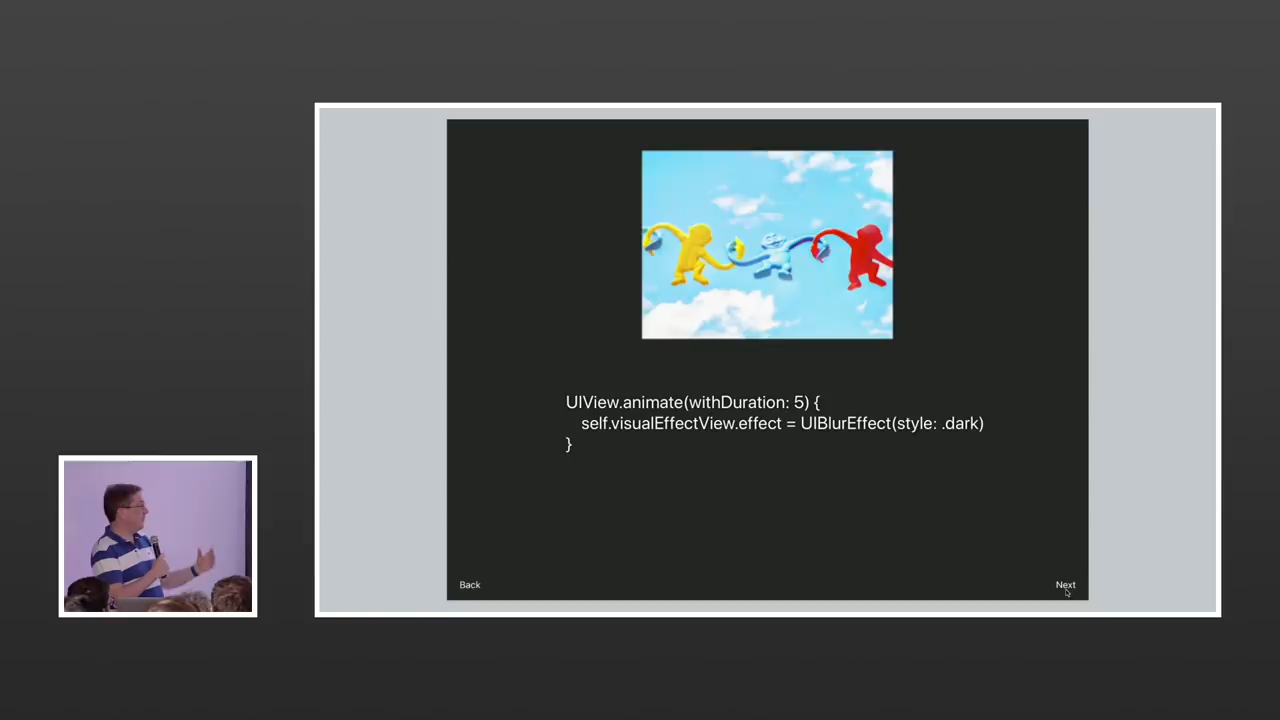 UIView.animate(withDuration: 5) {
self.visualEffectView.effect = UIBlurEffect(style: .dark)
}
Back
Next